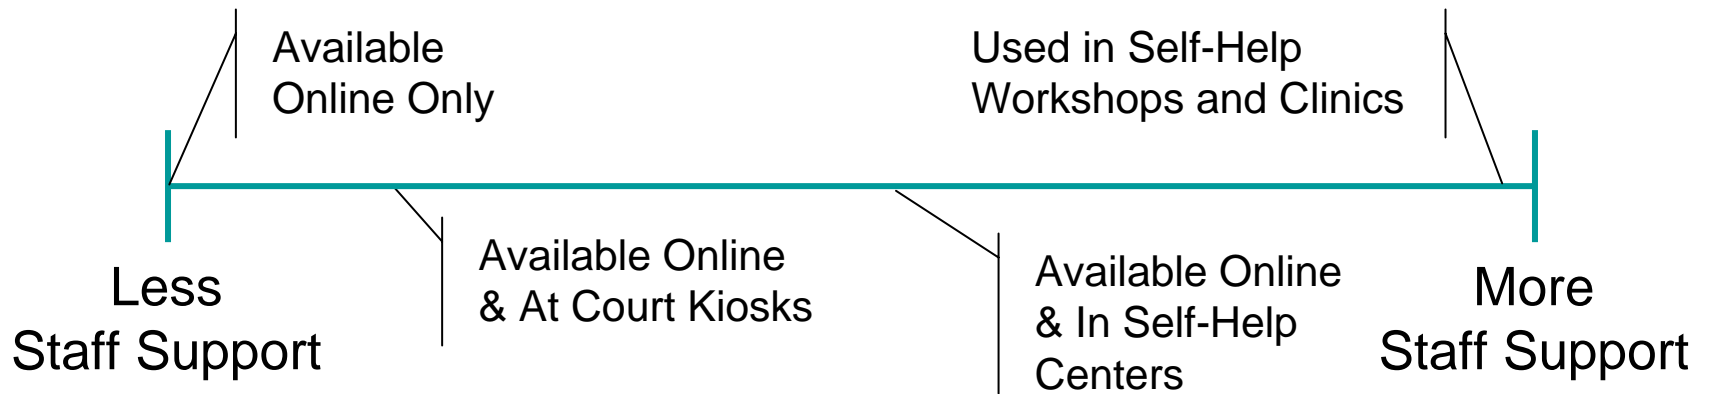 Available
Online Only
Used in Self-Help
Workshops and Clinics
Less
Staff Support
Available Online
& At Court Kiosks
Available Online
& In Self-Help
Centers
More
Staff Support